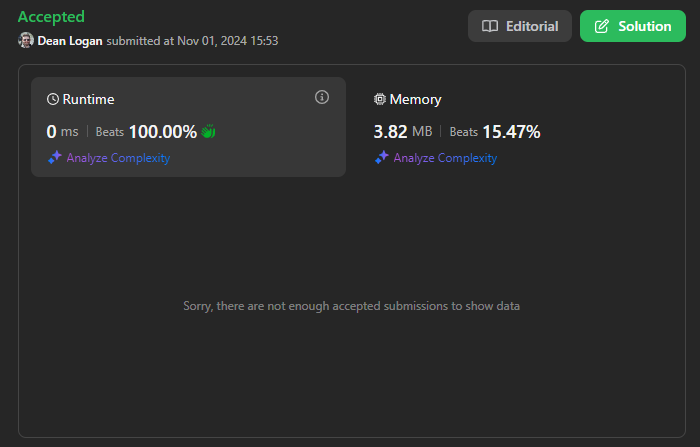 Accepted
Dean Logan submitted at Nov 01, 2024 15:53
Editorial
Solution
Runtime
0 ms Beats 100.00%
Analyze Complexity
Memory
3.82 MB Beats 15.47%
Analyze Complexity
Sorry, there are not enough accepted submissions to show data